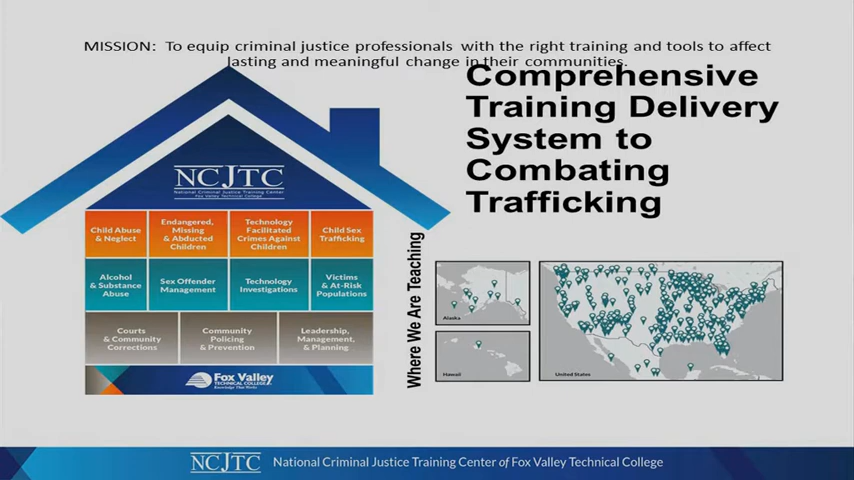 MISSION: To equip criminal justice professionals with the right training and tools to affect
lasting and meaningful change in their communities.
Comprehensive
Training Delivery
System to
Combating
Trafficking
NCJTC
National Criminal Justice Training Center
Fox Valley Technical College
Child Abuse
& Neglect
Endangered,
Missing
& Abducted
Children
Technology
Facilitated
Crimes Against
Children
Child Sex
Trafficking
Alcohol
& Substance
Abuse
Sex Offender
Management
Technology
Investigations
Victims
& At-Risk
Populations
Courts
& Community
Corrections
Community
Policing
& Prevention
Leadership,
Management,
& Planning
Fox Valley
TECHNICAL COLLEGE
Knowledge That Works
Where We Are Teaching
Alaska
Hawaii
United States
NCJTC National Criminal Justice Training Center of Fox Valley Technical College